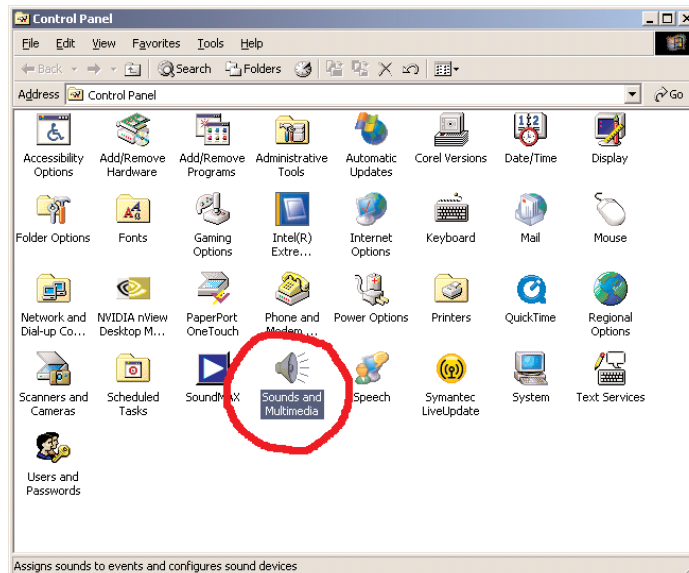 Control Panel
File Edit View Favorites Tools Help
Back Search Folders
Address Control Panel Go
Accessibility Options
Add/Remove Hardware
Add/Remove Programs
Administrative Tools
Automatic Updates
Corel Versions
Date/Time
Display
Folder Options
Fonts
Gaming Options
Intel(R) Extre...
Internet Options
Keyboard
Mail
Mouse
Network and Dial-up Co...
NVIDIA nView Desktop M...
PaperPort OneTouch
Phone and Modem ...
Power Options
Printers
QuickTime
Regional Options
Scanners and Cameras
Scheduled Tasks
SoundMAX
Sounds and Multimedia
Speech
Symantec LiveUpdate
System
Text Services
Users and Passwords
Assigns sounds to events and configures sound devices